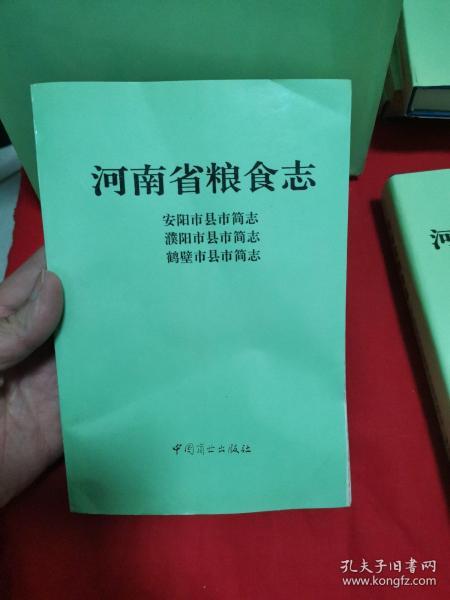 河南省粮食志
安阳市县市简志
濮阳市县市简志
鹤壁市县市简志
中国商业出版社
河
孔夫子旧书网
www.kongfz.com